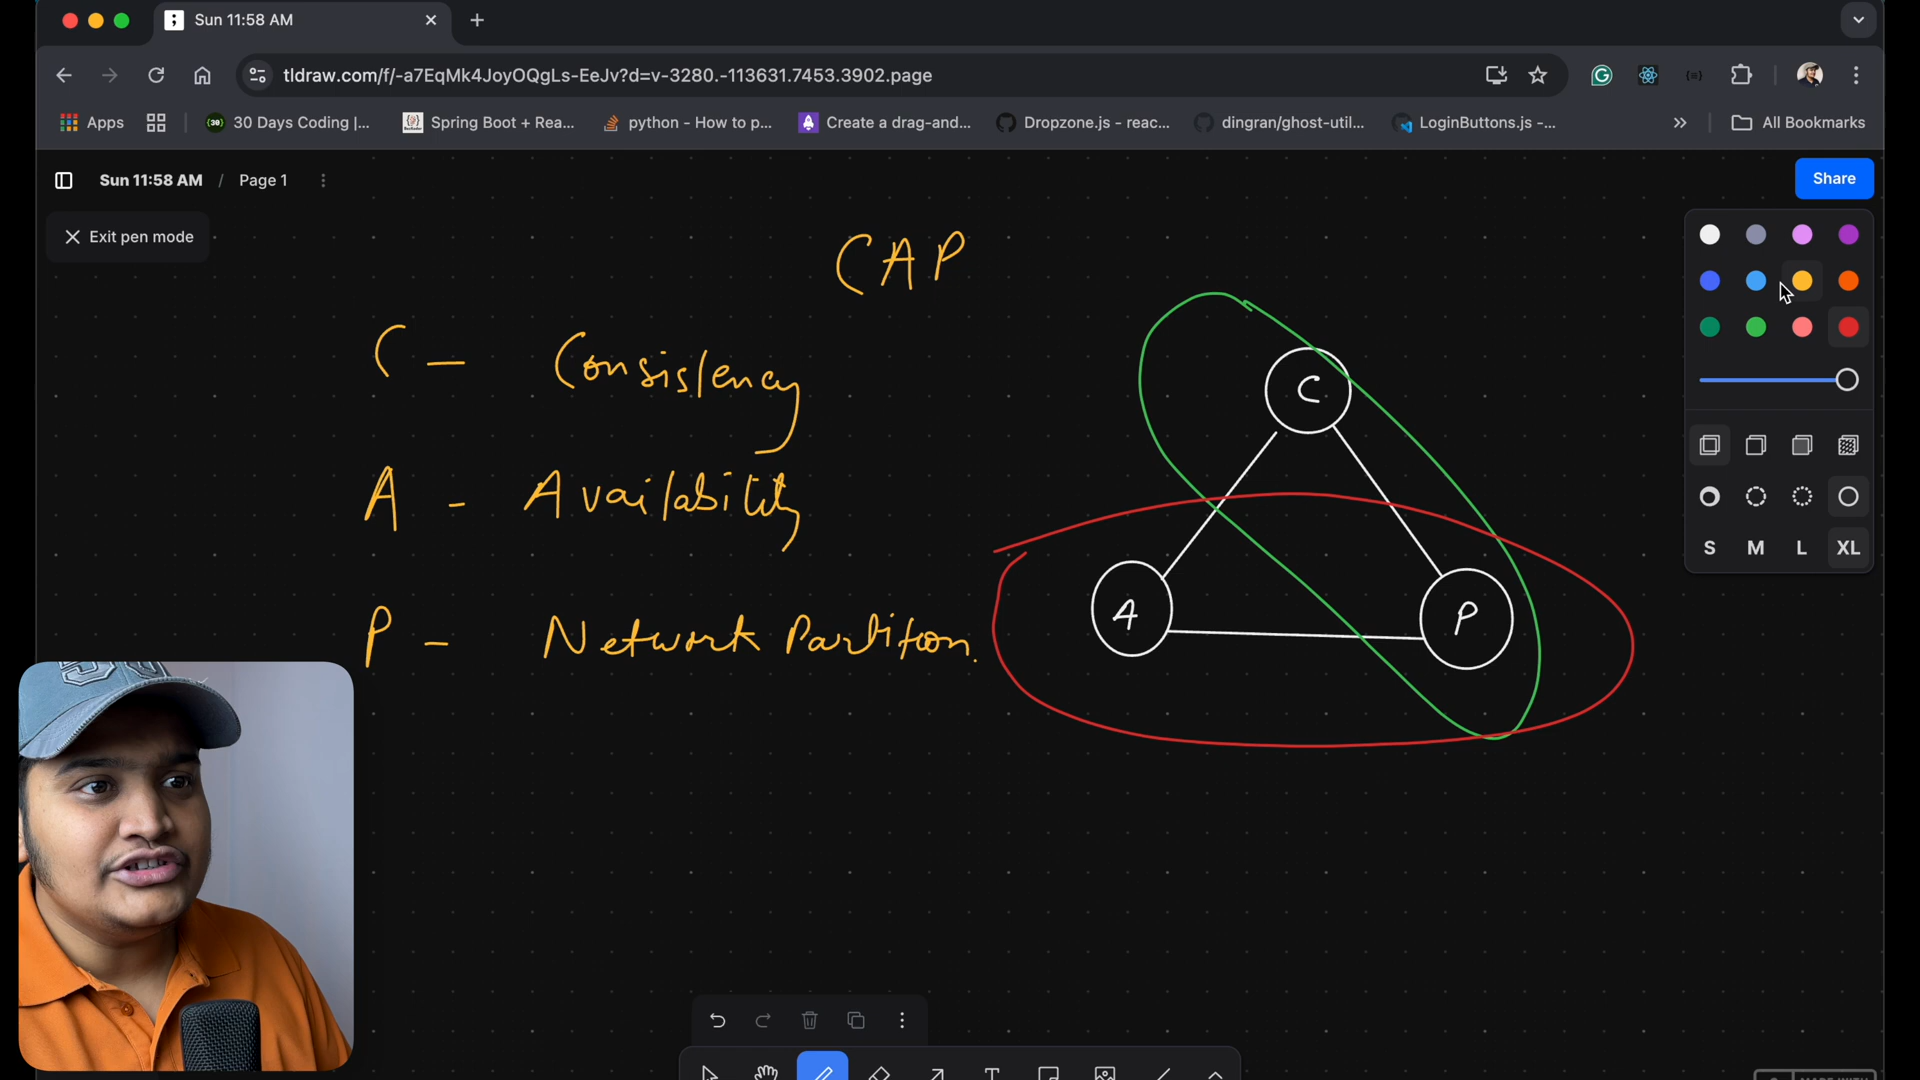 Sun 11:58 AM
tldraw.com/f/-a7EqMk4JoyOQgLs-EeJv?d=v-3280.-113631.7453.3902.page
Apps
30 Days Coding |...
Spring Boot + Rea...
python - How to p...
Create a drag-and...
Dropzone.js - reac...
dingran/ghost-util...
LoginButtons.js -...
All Bookmarks
Sun 11:58 AM / Page 1
Share
Exit pen mode
CAP
C - Consistency
A - Availability
P - Network Partition.
C
A
P
S M L XL